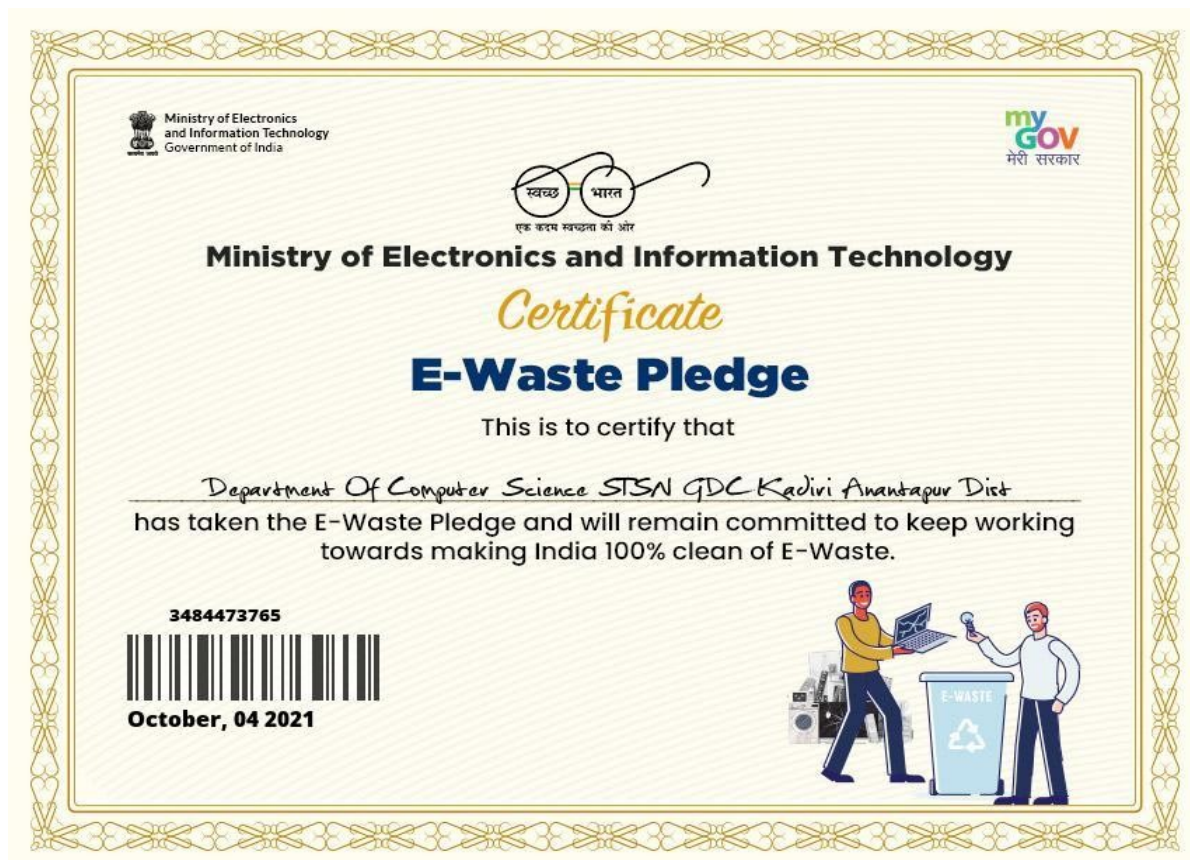 Ministry of Electronics
and Information Technology
Government of India
सत्यमेव जयते
my
GOV
मेरी सरकार
स्वच्छ भारत
एक कदम स्वच्छता की ओर
Ministry of Electronics and Information Technology
Certificate
E-Waste Pledge
This is to certify that
Department Of Computer Science STSN GDC Kadiri Anantapur Dist
has taken the E-Waste Pledge and will remain committed to keep working
towards making India 100% clean of E-Waste.
3484473765
October, 04 2021
E-WASTE